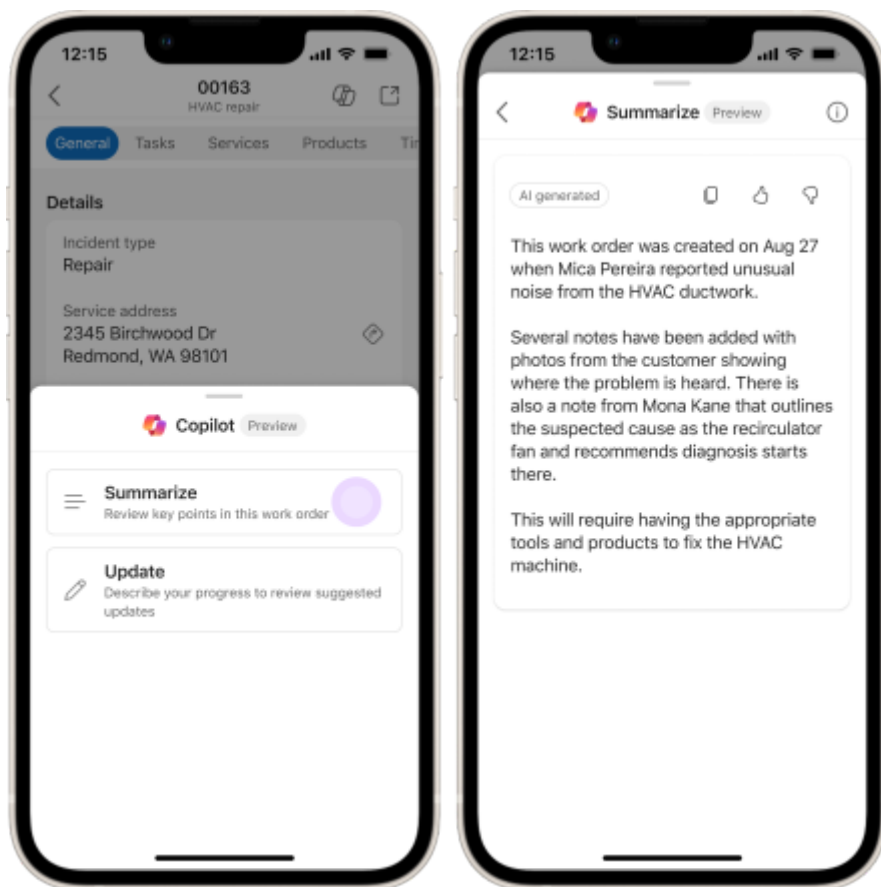 12:15
00163
HVAC repair
General Tasks Services Products
Details
Incident type
Repair
Service address
2345 Birchwood Dr
Redmond, WA 98101
Copilot Preview
Summarize
Review key points in this work order
Update
Describe your progress to review suggested
updates
12:15
Summarize Preview
AI generated
This work order was created on Aug 27
when Mica Pereira reported unusual
noise from the HVAC ductwork.
Several notes have been added with
photos from the customer showing
where the problem is heard. There is
also a note from Mona Kane that outlines
the suspected cause as the recirculator
fan and recommends diagnosis starts
there.
This will require having the appropriate
tools and products to fix the HVAC
machine.